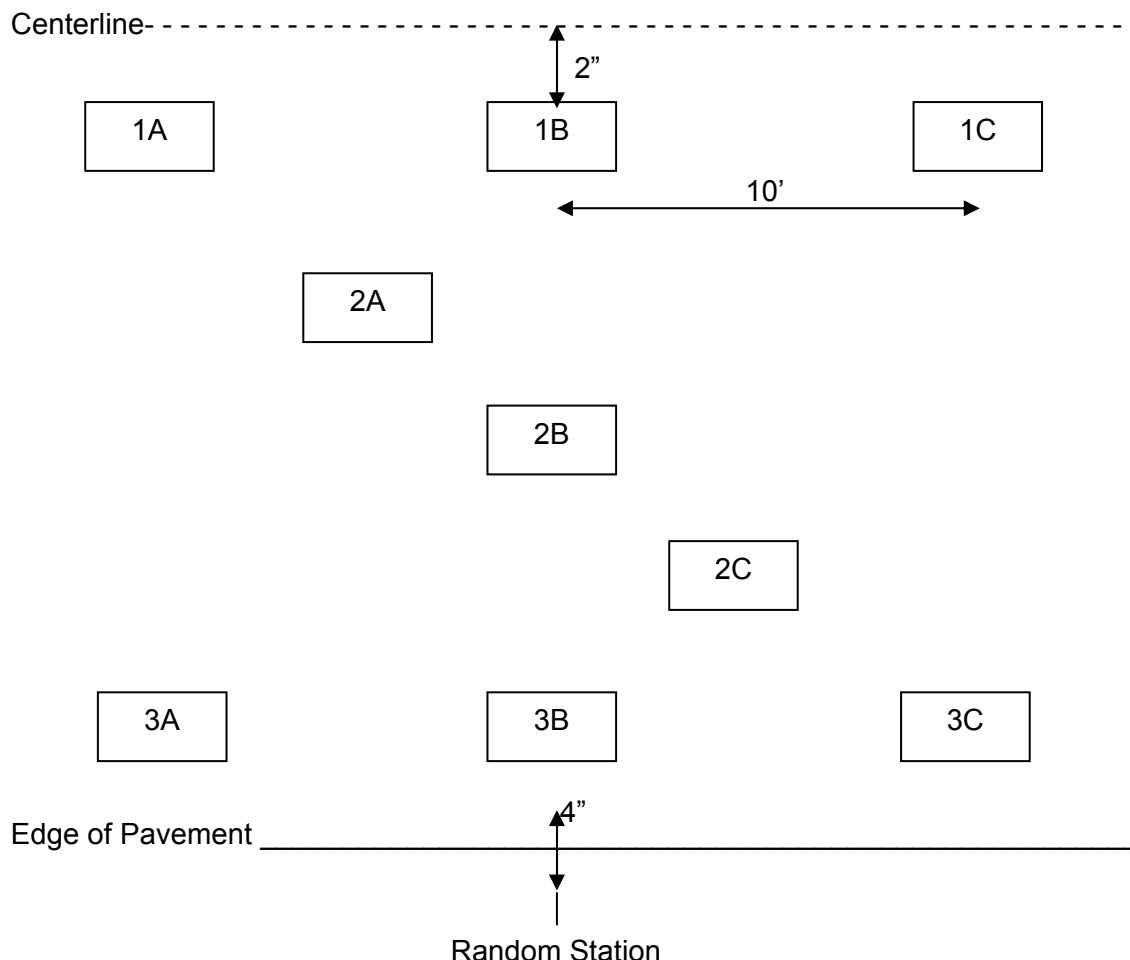 Centerline
2”
1A 1B 1C
10’
2A
2B
2C
3A 3B 3C
4”
Edge of Pavement
Random Station